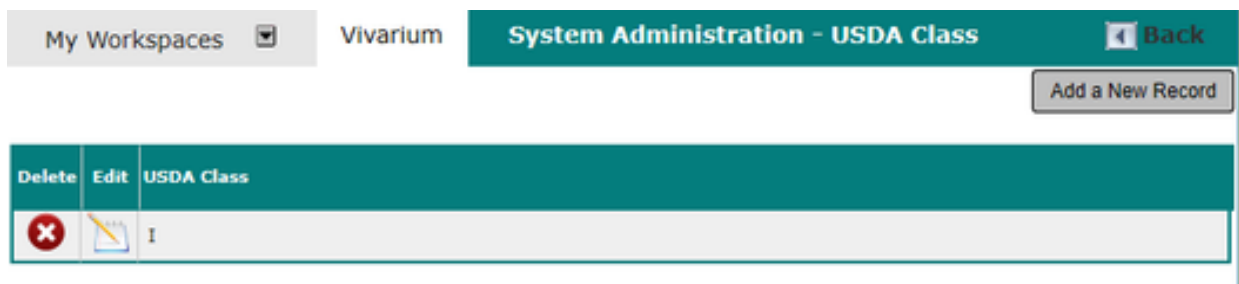 My Workspaces Vivarium System Administration - USDA Class Back
Add a New Record
Delete Edit USDA Class
I